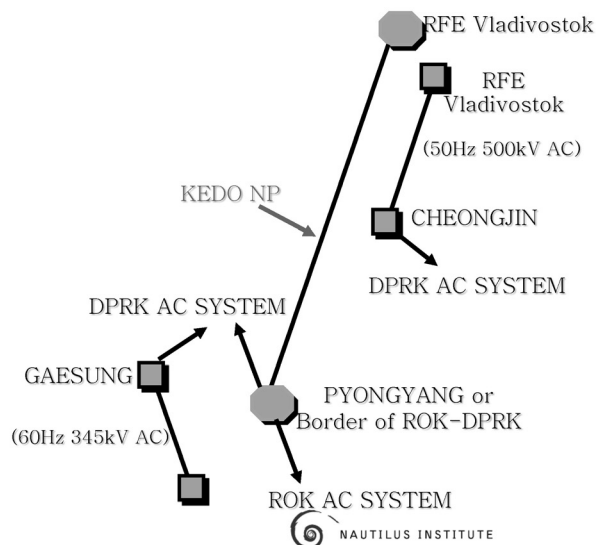 RFE Vladivostok
RFE
Vladivostok
(50Hz 500kV AC)
KEDO NP
CHEONGJIN
DPRK AC SYSTEM
DPRK AC SYSTEM
GAESUNG
PYONGYANG or
Border of ROK-DPRK
(60Hz 345kV AC)
ROK AC SYSTEM
NAUTILUS INSTITUTE